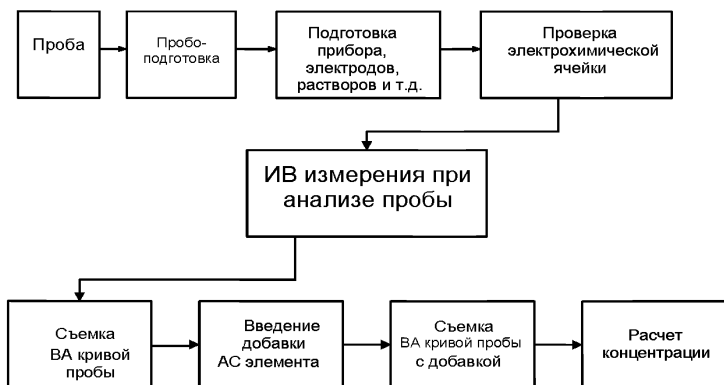 Проба
Пробо-
подготовка
Подготовка
прибора,
электродов,
растворов и т.д.
Проверка
электрохимической
ячейки
ИВ измерения при
анализе пробы
Съемка
ВА кривой
пробы
Введение
добавки
АС элемента
Съемка
ВА кривой пробы
с добавкой
Расчет
концентрации